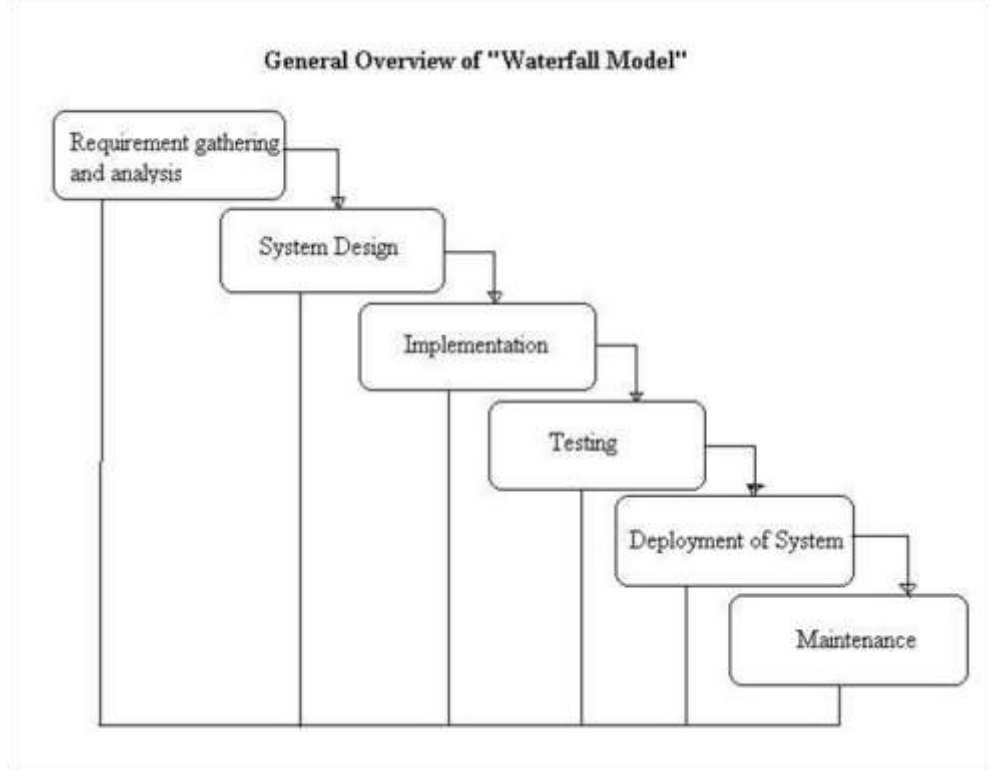 General Overview of "Waterfall Model"
Requirement gathering
and analysis
System Design
Implementation
Testing
Deployment of System
Maintenance